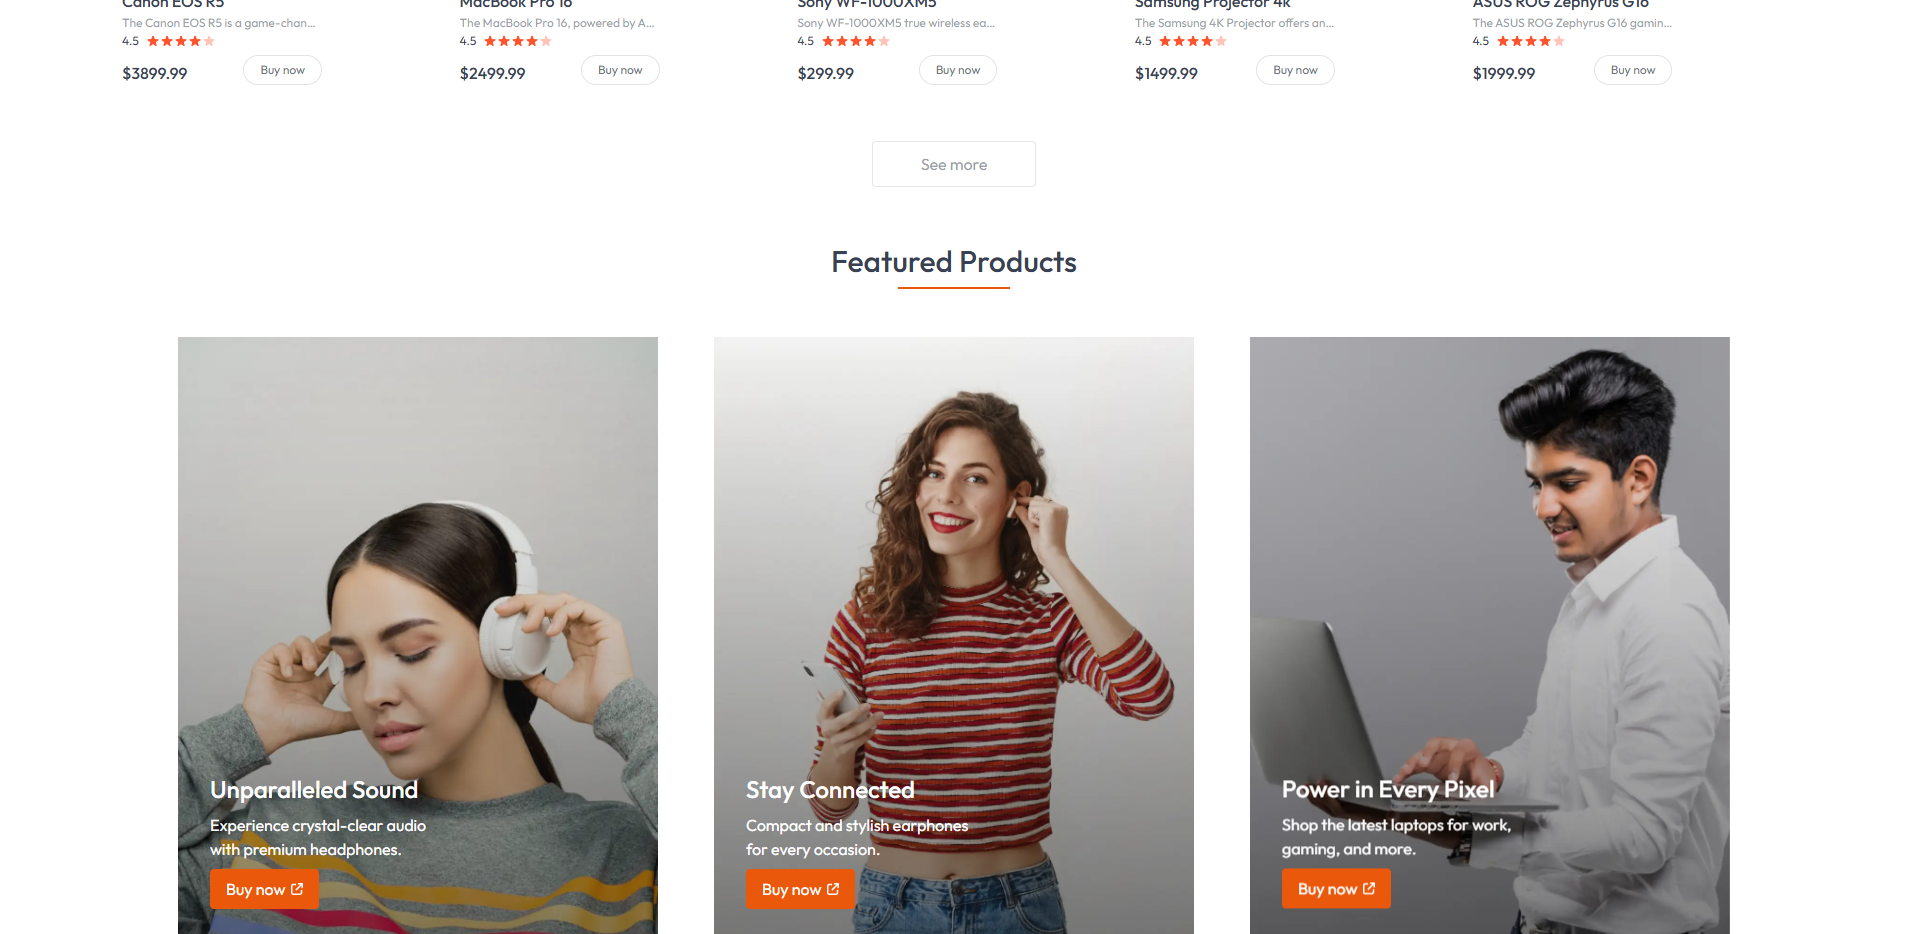 Canon EOS R5
MacBook Pro 16
Sony WF-1000XM5
Samsung Projector 4k
ASUS ROG Zephyrus G16
The Canon EOS R5 is a game-chan...
The MacBook Pro 16, powered by A...
Sony WF-1000XM5 true wireless ea...
The Samsung 4K Projector offers an...
The ASUS ROG Zephyrus G16 gamin...
4.5
4.5
4.5
4.5
4.5
$3899.99
Buy now
$2499.99
Buy now
$299.99
Buy now
$1499.99
Buy now
$1999.99
Buy now
See more
Featured Products
Unparalleled Sound
Experience crystal-clear audio
with premium headphones.
Buy now
Stay Connected
Compact and stylish earphones
for every occasion.
Buy now
Power in Every Pixel
Shop the latest laptops for work,
gaming, and more.
Buy now